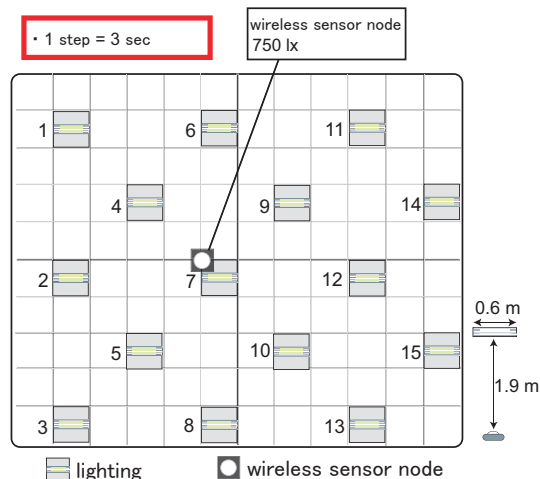 ・1 step = 3 sec
wireless sensor node
750 lx
1
6
11
4
9
14
2
7
12
0.6 m
5
10
15
1.9 m
3
8
13
lighting
wireless sensor node